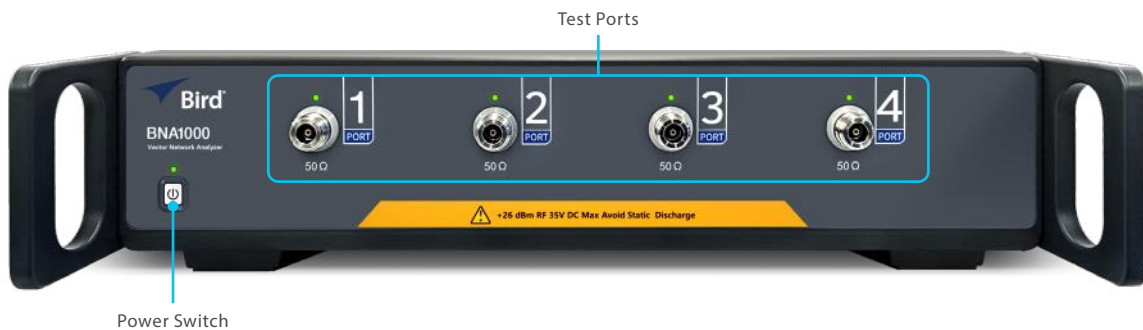 Test Ports
Bird
BNA1000
Vector Network Analyzer
1
PORT
50 Ω
2
PORT
50 Ω
3
PORT
50 Ω
4
PORT
50 Ω
+26 dBm RF 35V DC Max Avoid Static Discharge
Power Switch